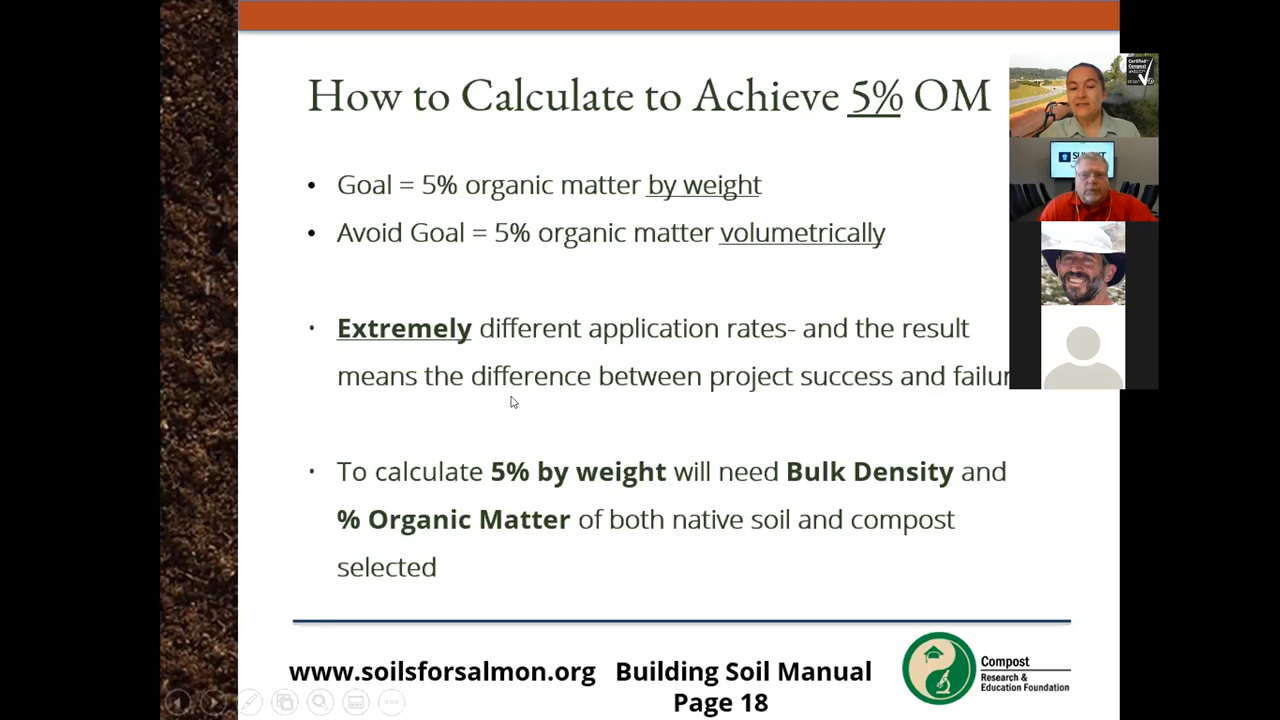 How to Calculate to Achieve 5% OM
• Goal = 5% organic matter by weight
• Avoid Goal = 5% organic matter volumetrically
• Extremely different application rates- and the result
means the difference between project success and
• To calculate 5% by weight will need Bulk Density and
% Organic Matter of both native soil and compost
selected
www.soilsforsalmon.org Building Soil Manual
Page 18
Compost
Research &
Education Foundation
Certified
Compost